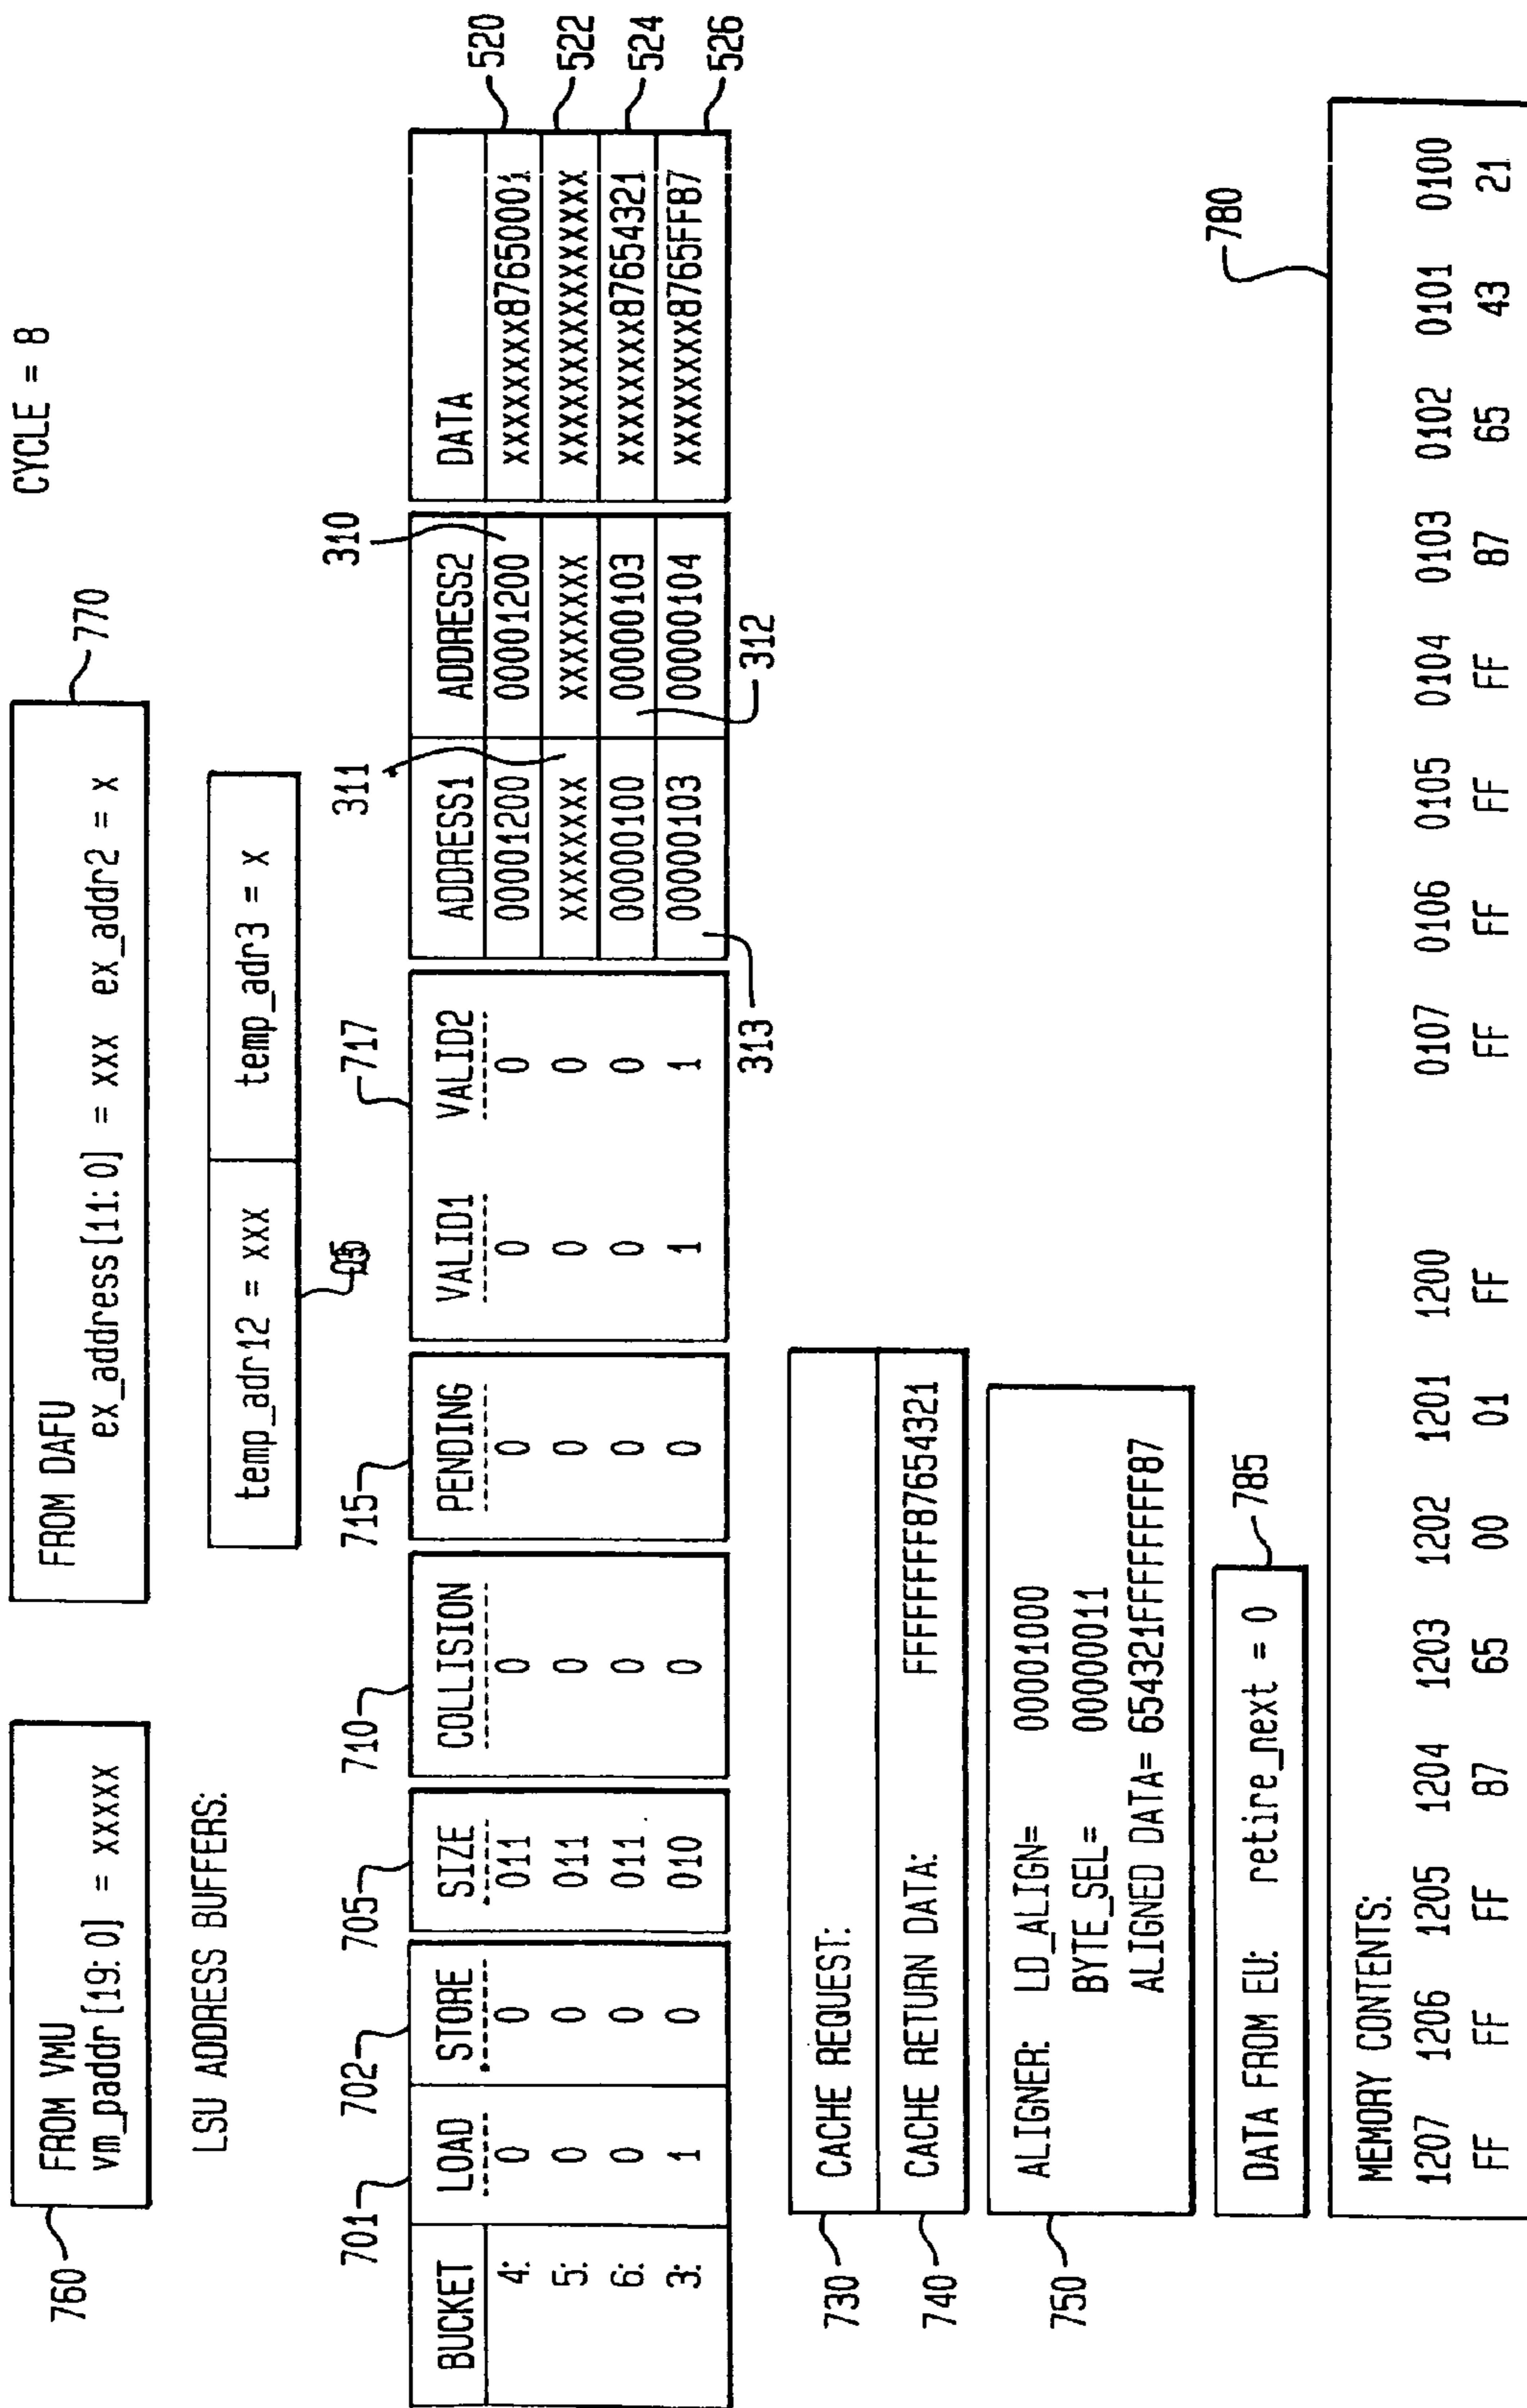 CYCLE = 8
FROM VMU
vm_paddr [19: 0] = XXXXX
760
FROM DAFU
ex_address [11: 0] = XXX ex_addr2 = X
770
temp_adr12 = XXX temp_adr3 = X
LSU ADDRESS BUFFERS:
701 702 705 710 715 717 311 310
BUCKET LOAD STORE SIZE COLLISION PENDING VALID1 VALID2 ADDRESS1 ADDRESS2 DATA
4: 0 0 011 0 0 0 0 00001200 00001200 XXXXXXXX87650001 520
5: 0 0 011 0 0 0 0 XXXXXXXX XXXXXXXX XXXXXXXXXXXXXXXX 522
6: 0 0 011 0 0 0 0 00000100 00000103 XXXXXXXX87654321 524
3: 1 0 010 0 0 1 1 00000103 00000104 XXXXXXXX8765FF87 526
313 312
730 CACHE REQUEST:
740 CACHE RETURN DATA: FFFFFFFF87654321
750 ALIGNER: LD_ALIGN= 00001000
BYTE_SEL= 00000011
ALIGNED DATA= 654321FFFFFFFF87
DATA FROM EU: retire_next = 0 785
780
MEMORY CONTENTS:
1207 1206 1205 1204 1203 1202 1201 1200 0107 0106 0105 0104 0103 0102 0101 0100
FF FF FF 87 65 00 01 FF FF FF FF FF 87 65 43 21